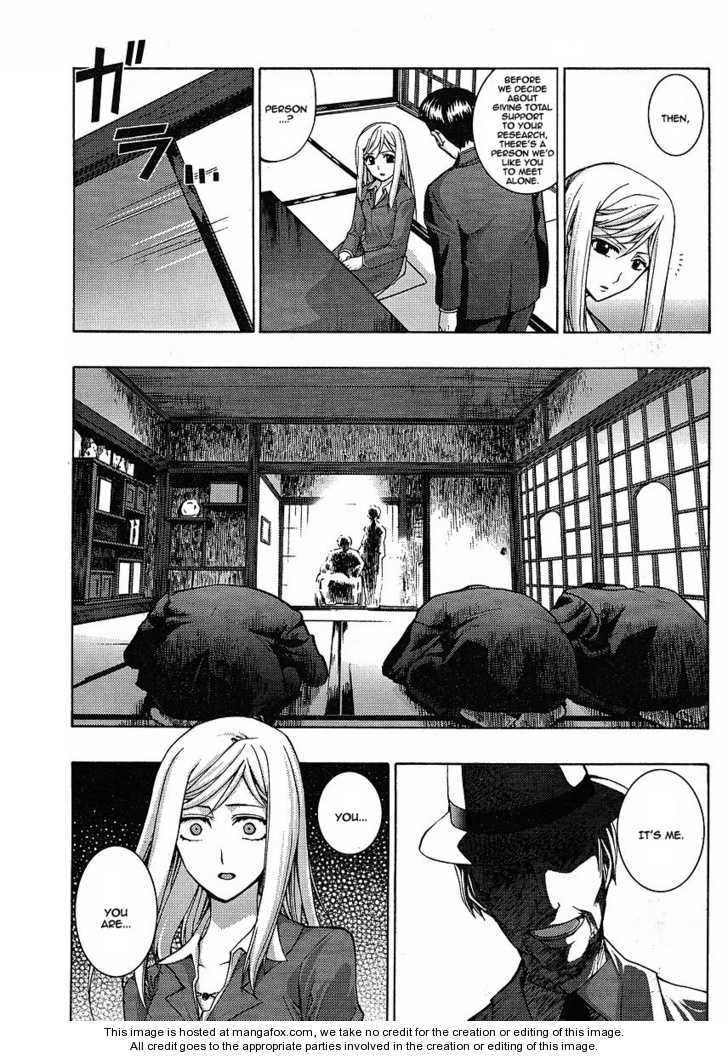 THEN,
BEFORE
WE DECIDE
ABOUT
GIVING TOTAL
SUPPORT
TO YOUR
RESEARCH,
THERE'S A
PERSON WE'D
LIKE YOU
TO MEET
ALONE.
PERSON
...?
ガ
ラッ
IT'S ME.
YOU...
YOU
ARE...
This image is hosted at mangafox.com, we take no credit for the creation or editing of this image.
All credit goes to the appropriate parties involved in the creation or editing of this image.